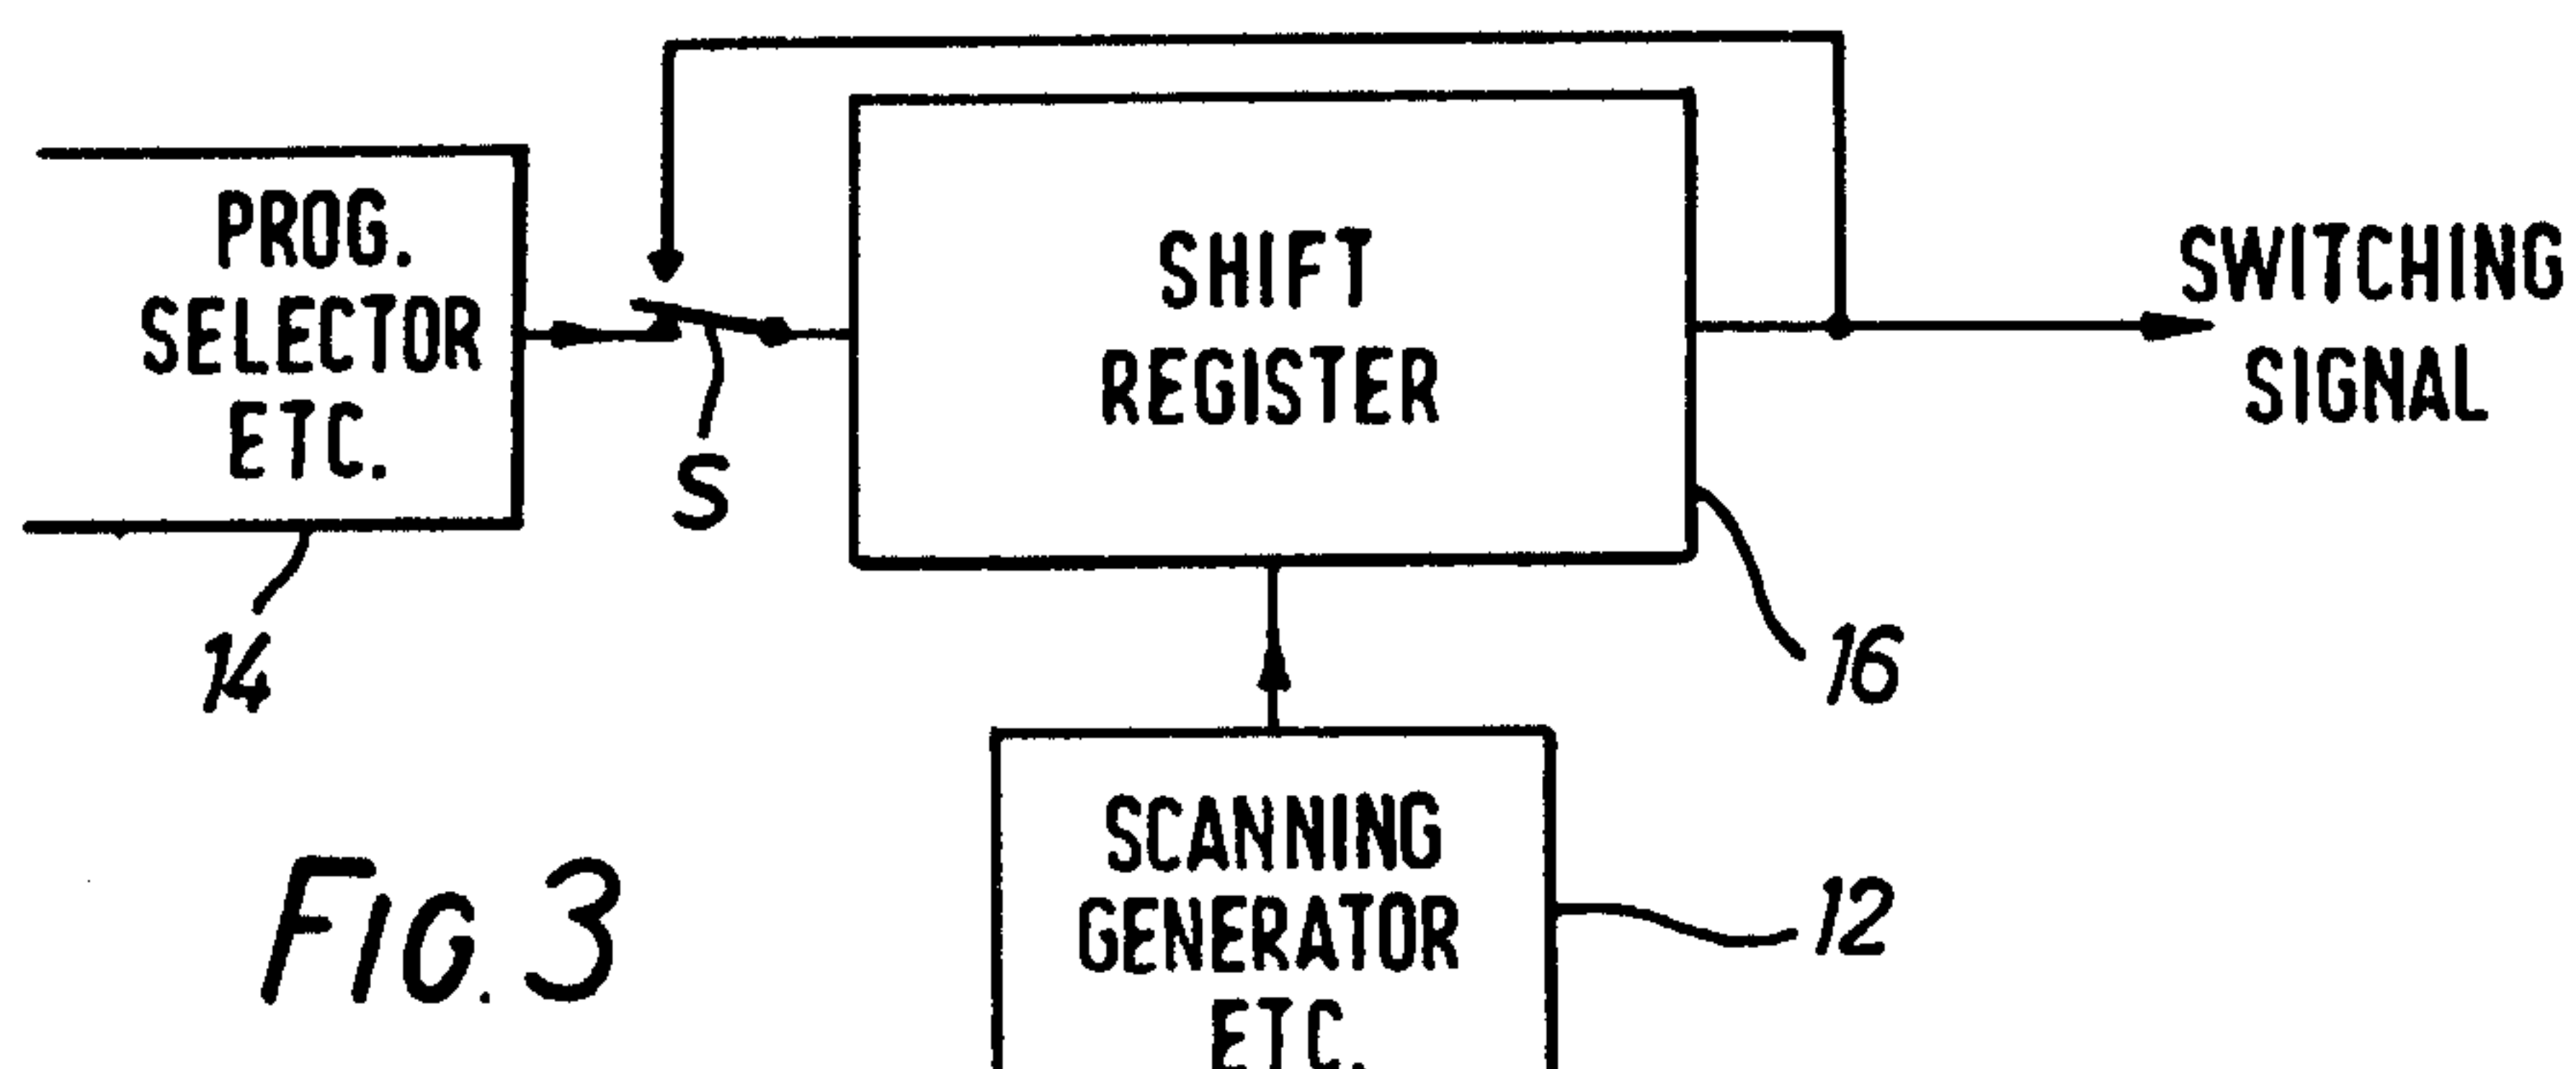 PROG.
SELECTOR
ETC.
14
S
SHIFT
REGISTER
16
SWITCHING
SIGNAL
SCANNING
GENERATOR
ETC.
12
FIG. 3